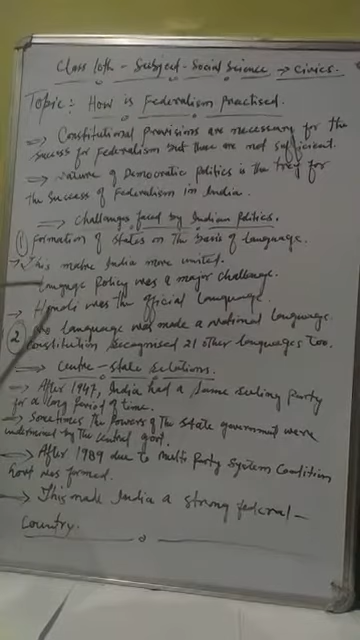 Class 10th - Subject - Social Science → Civics.
Topic: How is Federalism Practised.
⇒ Constitutional provisions are necessary for the
success for Federalism but these are not sufficient.
⇒ Nature of Democratic Politics is the key for
the success of Federalism in India.
⇒ Challenges faced by Indian Politics.
① Formation of states on the basis of language.
→ This make India more united.
Language Policy was a major challenge.
→ Hindi was the official language.
No language was made a National Language.
② Constitution Recognised 21 other languages too.
⇒ Centre-State Relations.
→ After 1947, India had a same ruling Party
for a long period of time.
→ Sometimes the Powers of the State government were
undermined by the Central govt.
→ After 1989 due to Multi Party System Condition
Govt was formed.
→ This made India a strong federal-
Country.